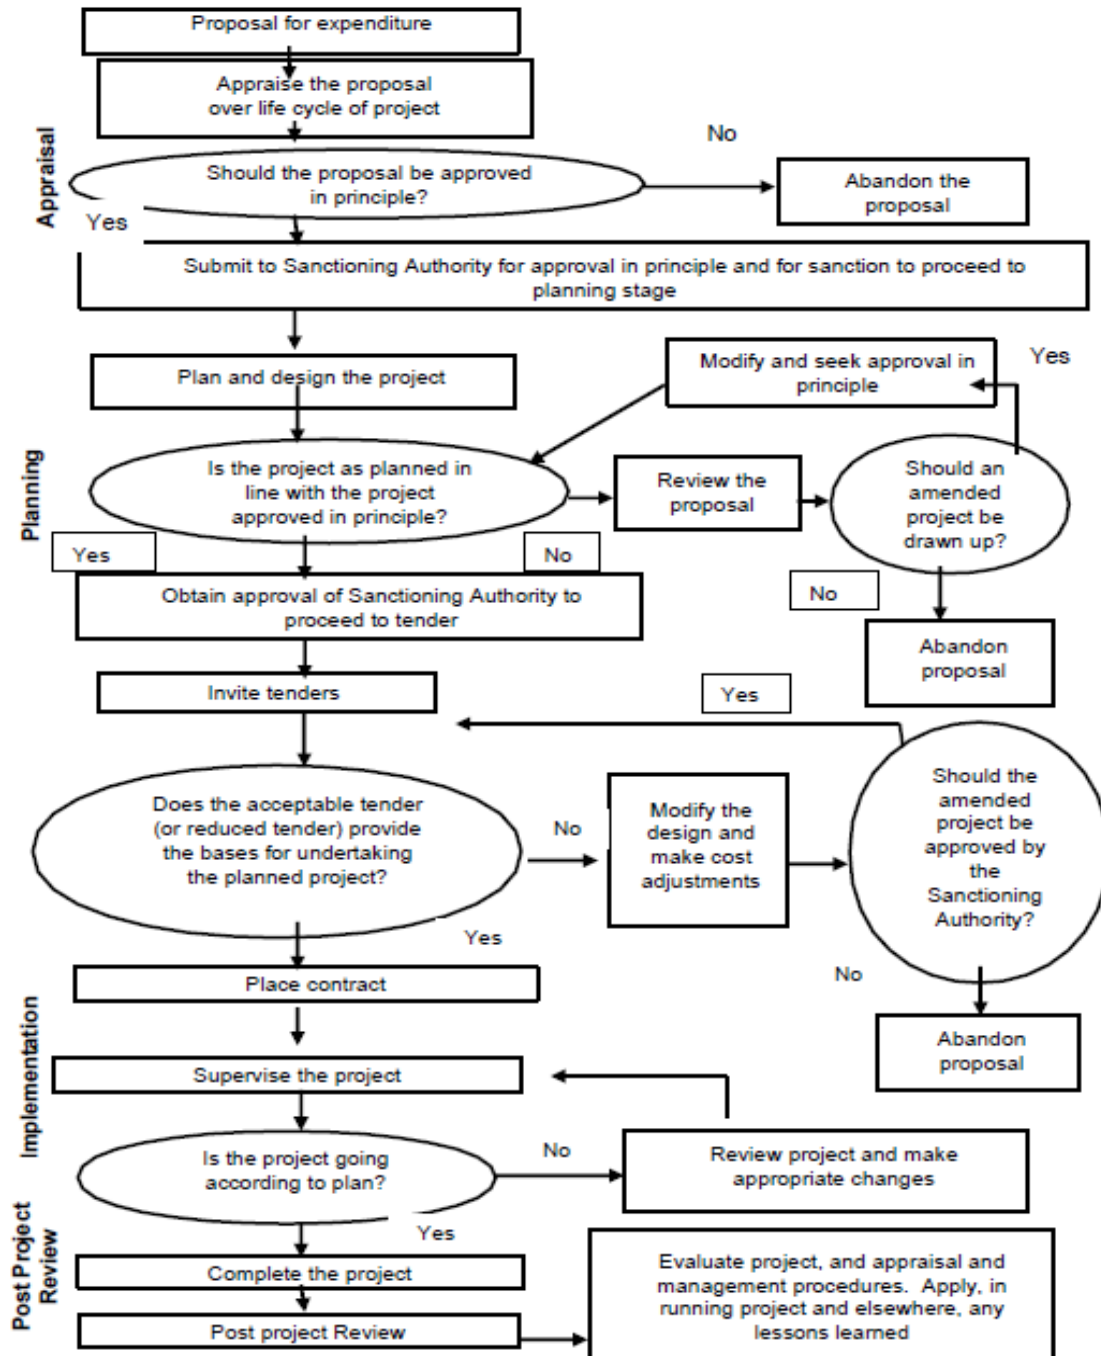 Proposal for expenditure
Appraise the proposal
over life cycle of project
Appraisal
No
Should the proposal be approved
in principle?
Abandon the
proposal
Yes
Submit to Sanctioning Authority for approval in principle and for sanction to proceed to
planning stage
Plan and design the project
Modify and seek approval in
principle
Yes
Planning
Is the project as planned in
line with the project
approved in principle?
Review the
proposal
Should an
amended
project be
drawn up?
Yes
No
No
Obtain approval of Sanctioning Authority to
proceed to tender
Abandon
proposal
Invite tenders
Yes
Does the acceptable tender
(or reduced tender) provide
the bases for undertaking
the planned project?
No
Modify the
design and
make cost
adjustments
Should the
amended
project be
approved by
the
Sanctioning
Authority?
Yes
No
Place contract
Abandon
proposal
Implementation
Supervise the project
Is the project going
according to plan?
No
Review project and make
appropriate changes
Yes
Post Project
Review
Complete the project
Post project Review
Evaluate project, and appraisal and
management procedures. Apply, in
running project and elsewhere, any
lessons learned